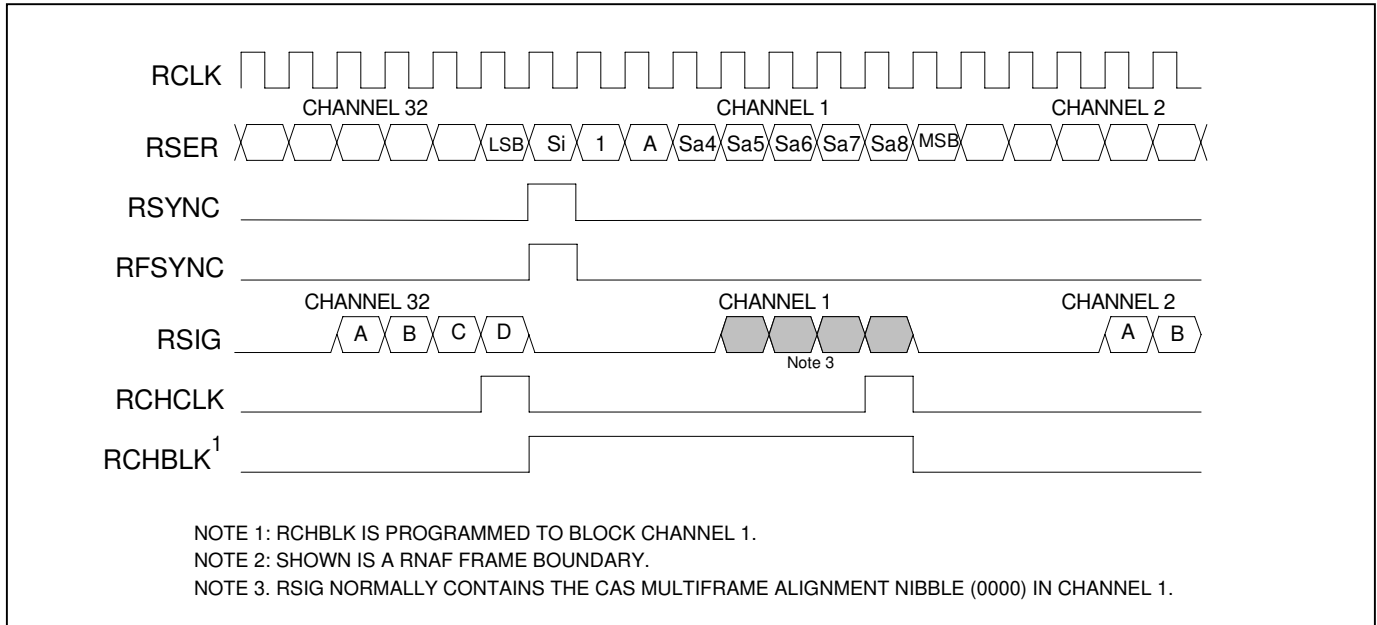 RCLK
CHANNEL 32 CHANNEL 1 CHANNEL 2
RSER LSB Si 1 A Sa4 Sa5 Sa6 Sa7 Sa8 MSB
RSYNC
RFSYNC
CHANNEL 32 CHANNEL 1 CHANNEL 2
RSIG A B C D A B
Note 3
RCHCLK
RCHBLK1
NOTE 1: RCHBLK IS PROGRAMMED TO BLOCK CHANNEL 1.
NOTE 2: SHOWN IS A RNAF FRAME BOUNDARY.
NOTE 3. RSIG NORMALLY CONTAINS THE CAS MULTIFRAME ALIGNMENT NIBBLE (0000) IN CHANNEL 1.